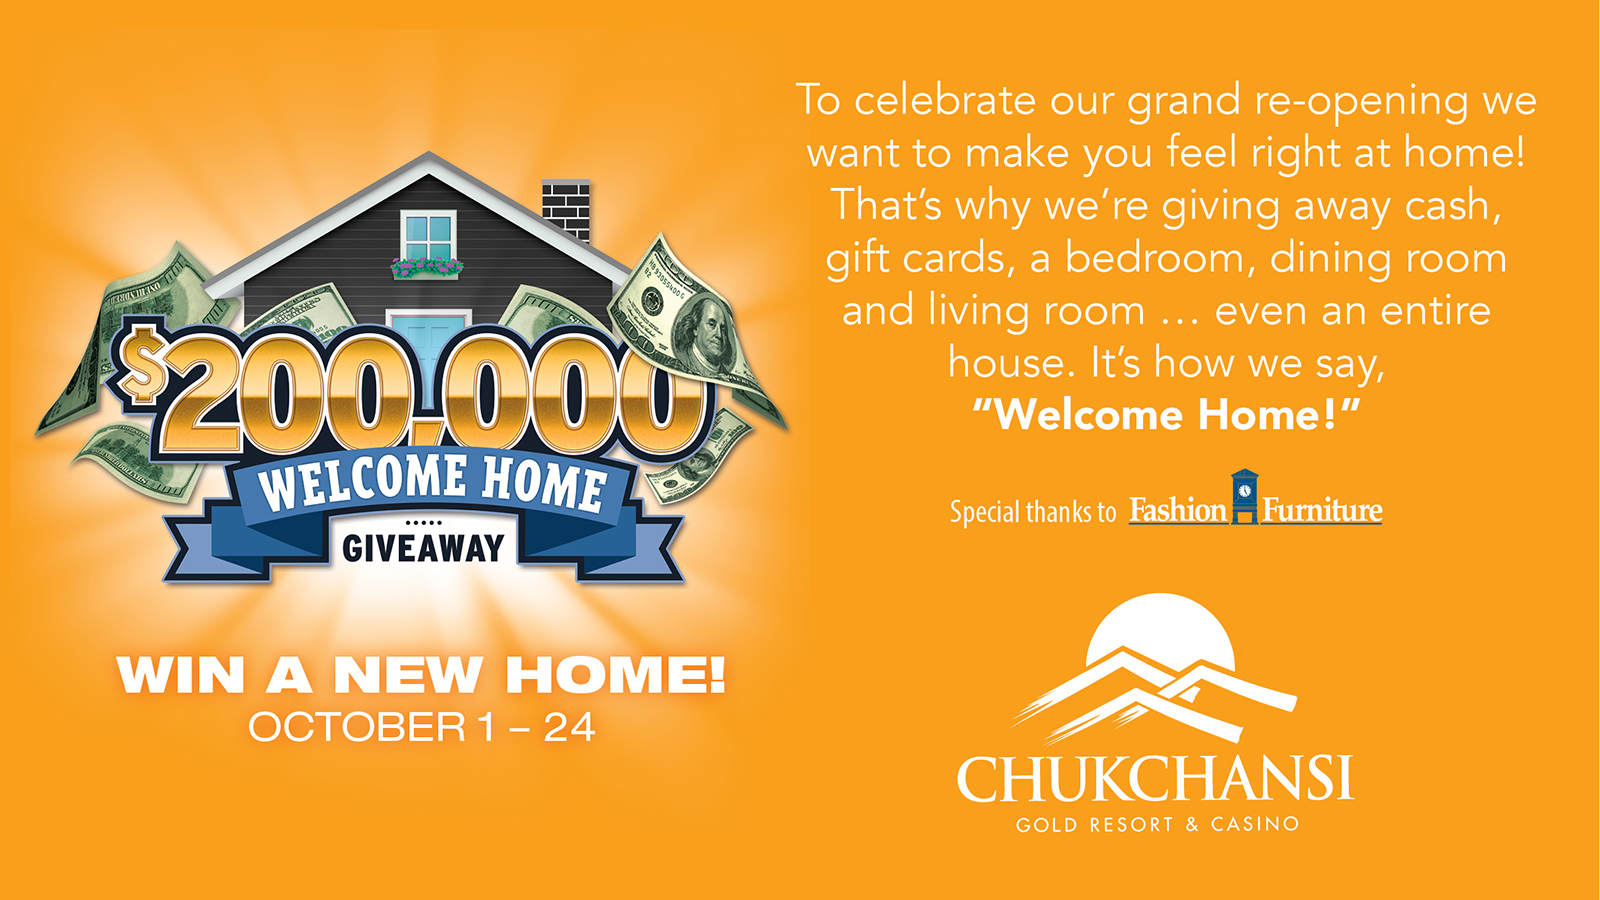 $200,000
WELCOME HOME
GIVEAWAY
WIN A NEW HOME!
OCTOBER 1 – 24
To celebrate our grand re-opening we
want to make you feel right at home!
That’s why we’re giving away cash,
gift cards, a bedroom, dining room
and living room … even an entire
house. It’s how we say,
“Welcome Home!”
Special thanks to Fashion Furniture
CHUKCHANSI
GOLD RESORT & CASINO